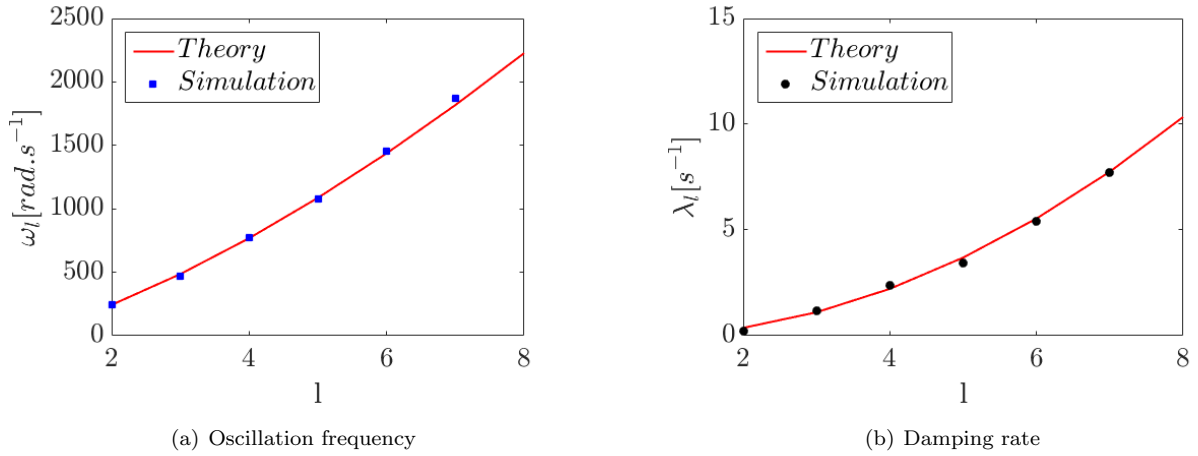 2500
2000
1500
1000
500
0
ω_l[rad.s^{-1}]
Theory
Simulation
2
4
6
8
l
(a) Oscillation frequency
15
10
5
0
λ_l[s^{-1}]
Theory
Simulation
2
4
6
8
l
(b) Damping rate